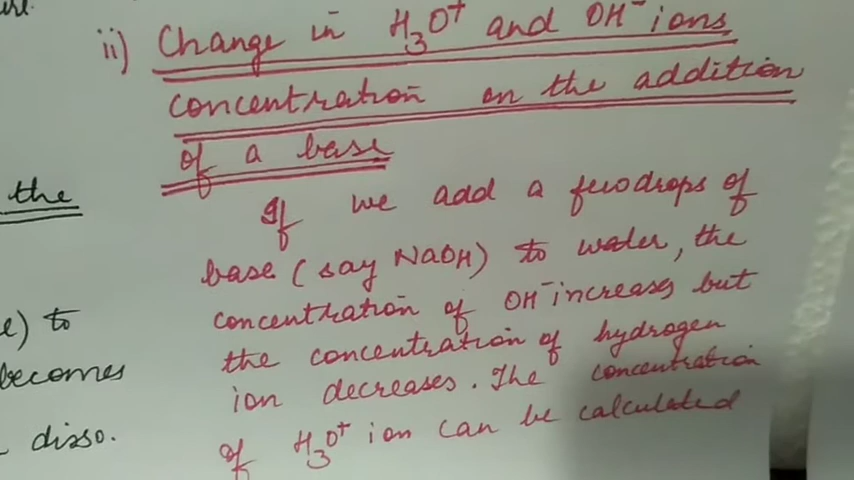 ii) Change in H₃O⁺ and OH⁻ ions
concentration on the addition
of a base
If we add a few drops of
base (say NaOH) to water, the
concentration of OH⁻ increases but
the concentration of hydrogen
ion decreases. The concentration
of H₃O⁺ ion can be calculated
the
) to
becomes
disso.